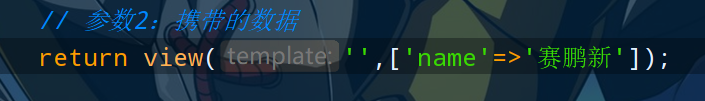 // 参数2：携带的数据
return view( template: '',['name'=>'赛鹏新']);